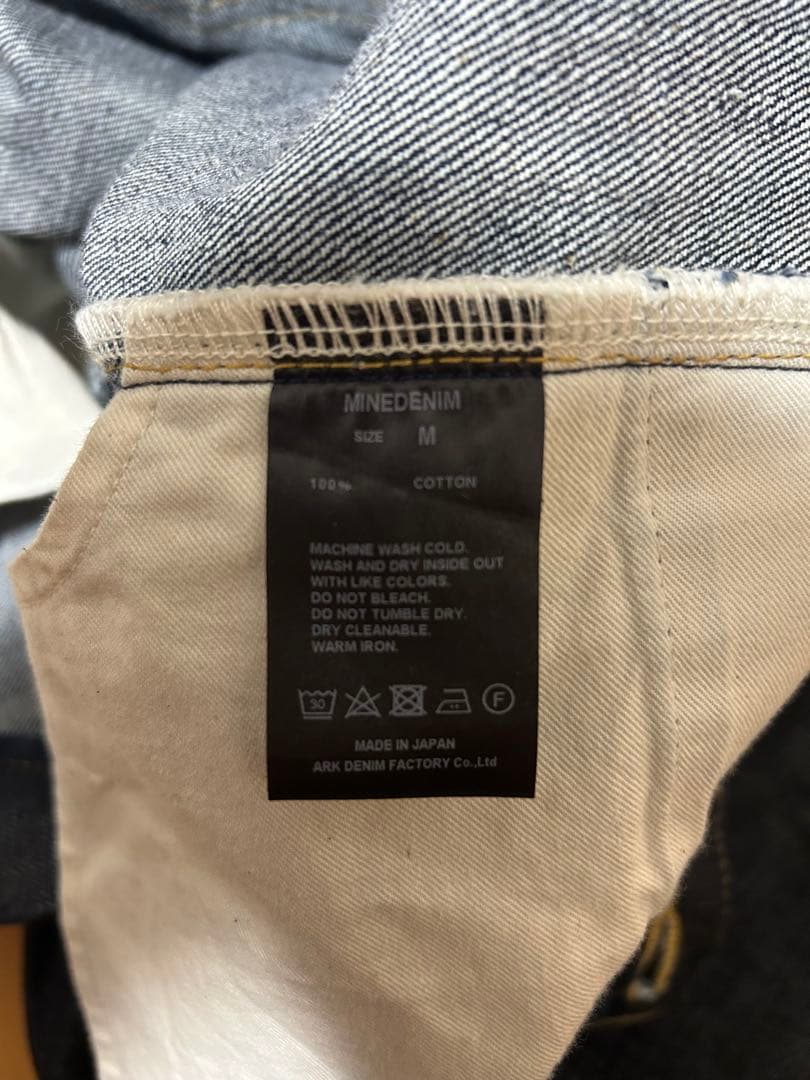 MINEDENIM
SIZE M
100% COTTON
MACHINE WASH COLD.
WASH AND DRY INSIDE OUT
WITH LIKE COLORS.
DO NOT BLEACH.
DO NOT TUMBLE DRY.
DRY CLEANABLE.
WARM IRON.
30 F
MADE IN JAPAN
ARK DENIM FACTORY Co.,Ltd